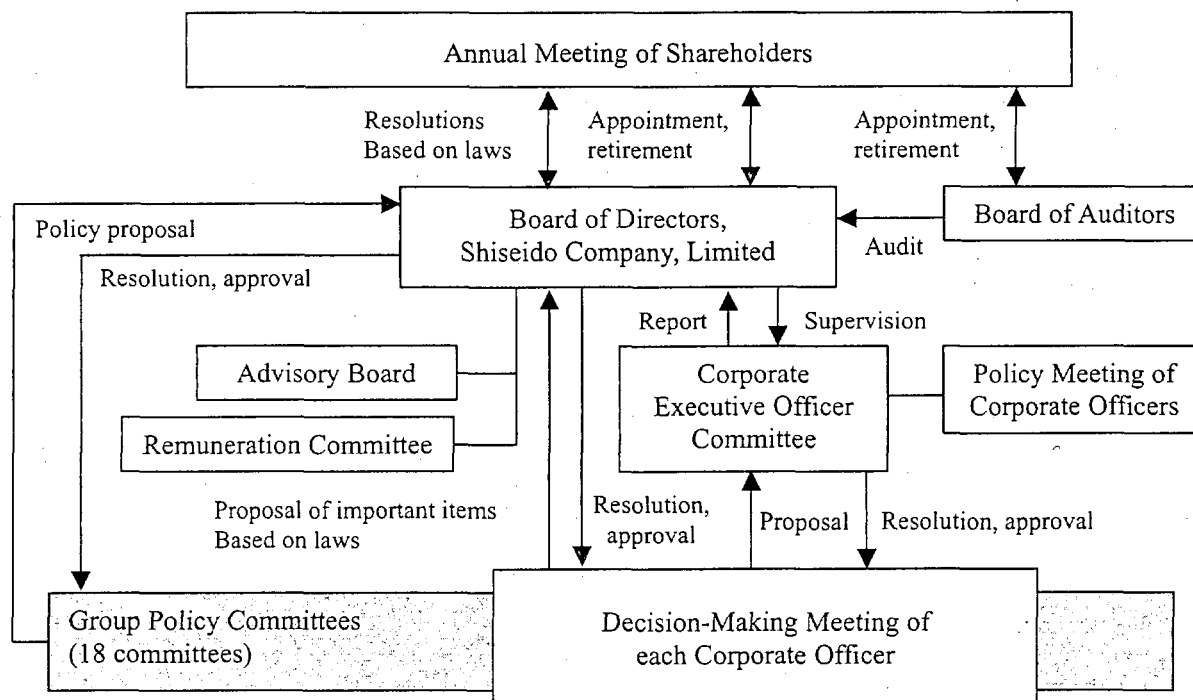 Annual Meeting of Shareholders
Resolutions
Based on laws
Appointment,
retirement
Appointment,
retirement
Policy proposal
Board of Directors,
Shiseido Company, Limited
Board of Auditors
Audit
Resolution, approval
Report
Supervision
Advisory Board
Corporate
Executive Officer
Committee
Policy Meeting of
Corporate Officers
Remuneration Committee
Proposal of important items
Based on laws
Resolution,
approval
Proposal
Resolution, approval
Group Policy Committees
(18 committees)
Decision-Making Meeting of
each Corporate Officer